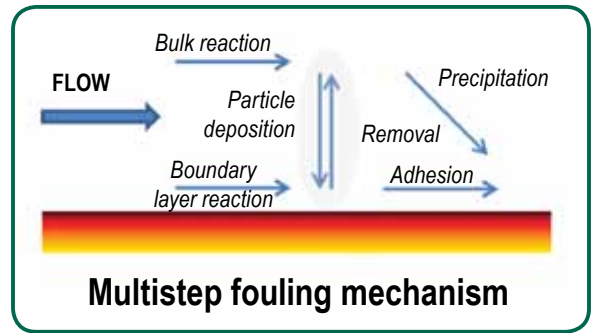 Bulk reaction
FLOW
Particle
deposition
Precipitation
Removal
Boundary
layer reaction
Adhesion
Multistep fouling mechanism